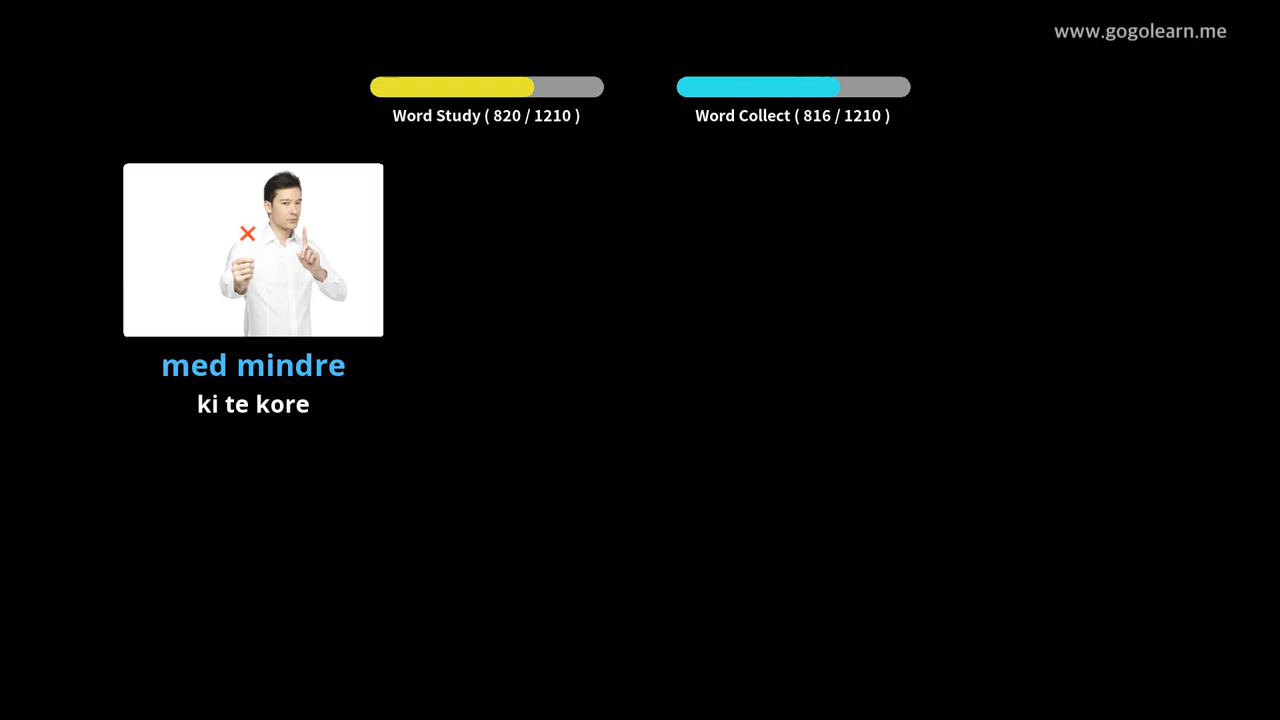 www.gogolearn.me
Word Study ( 820 / 1210 )
Word Collect ( 816 / 1210 )
med mindre
ki te kore